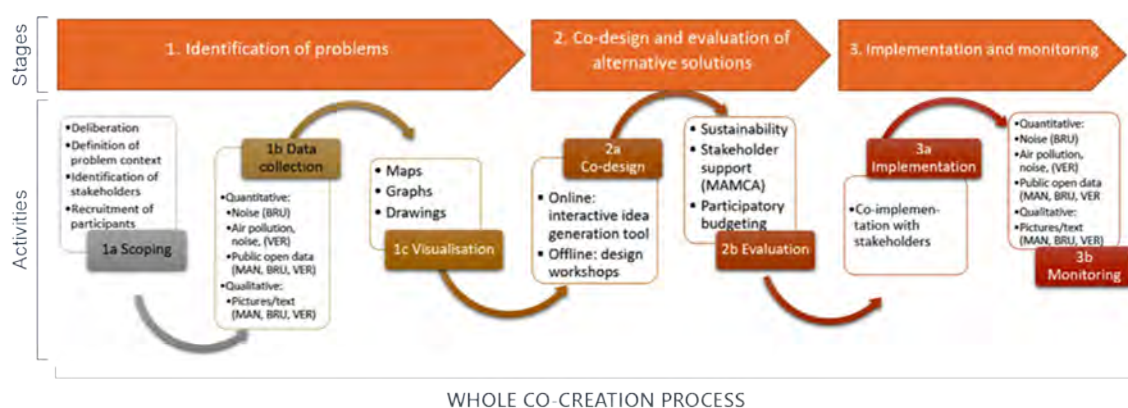 Stages
1. Identification of problems
2. Co-design and evaluation of
alternative solutions
3. Implementation and monitoring
Activities
•Deliberation
•Definition of
problem context
•Identification of
stakeholders
•Recruitment of
participants
1a Scoping
1b Data
collection
•Quantitative:
•Noise (BRU)
•Air pollution,
noise, (VER)
•Public open data
(MAN, BRU, VER)
•Qualitative:
•Pictures/text
(MAN, BRU, VER)
•Maps
•Graphs
•Drawings
1c Visualisation
2a
Co-design
•Online:
interactive idea
generation tool
•Offline: design
workshops
•Sustainability
•Stakeholder
support
(MAMCA)
•Participatory
budgeting
2b Evaluation
3a
Implementation
•Co-implemen-
tation with
stakeholders
•Quantitative:
•Noise (BRU)
•Air pollution,
noise, (VER)
•Public open data
(MAN, BRU, VER
•Qualitative:
•Pictures/text
(MAN, BRU, VER)
3b
Monitoring
WHOLE CO-CREATION PROCESS